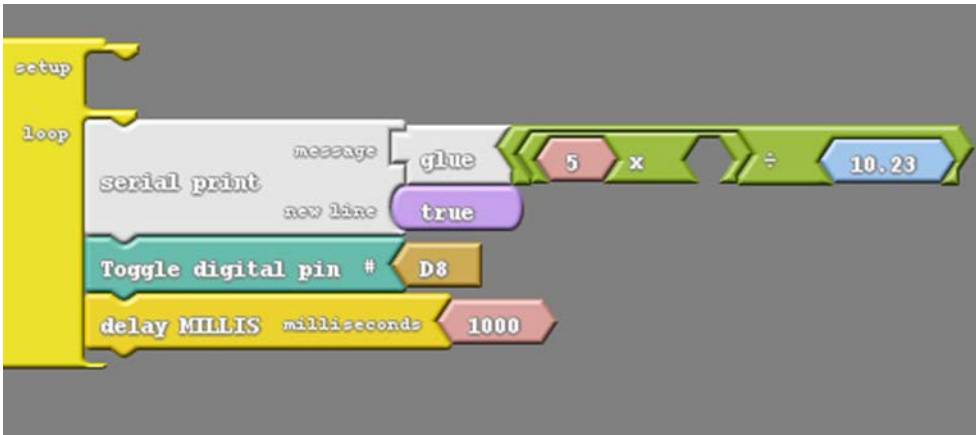 setup
loop
message glue 5 x ÷ 10.23
serial print
new line true
Toggle digital pin # D8
delay MILLIS milliseconds 1000